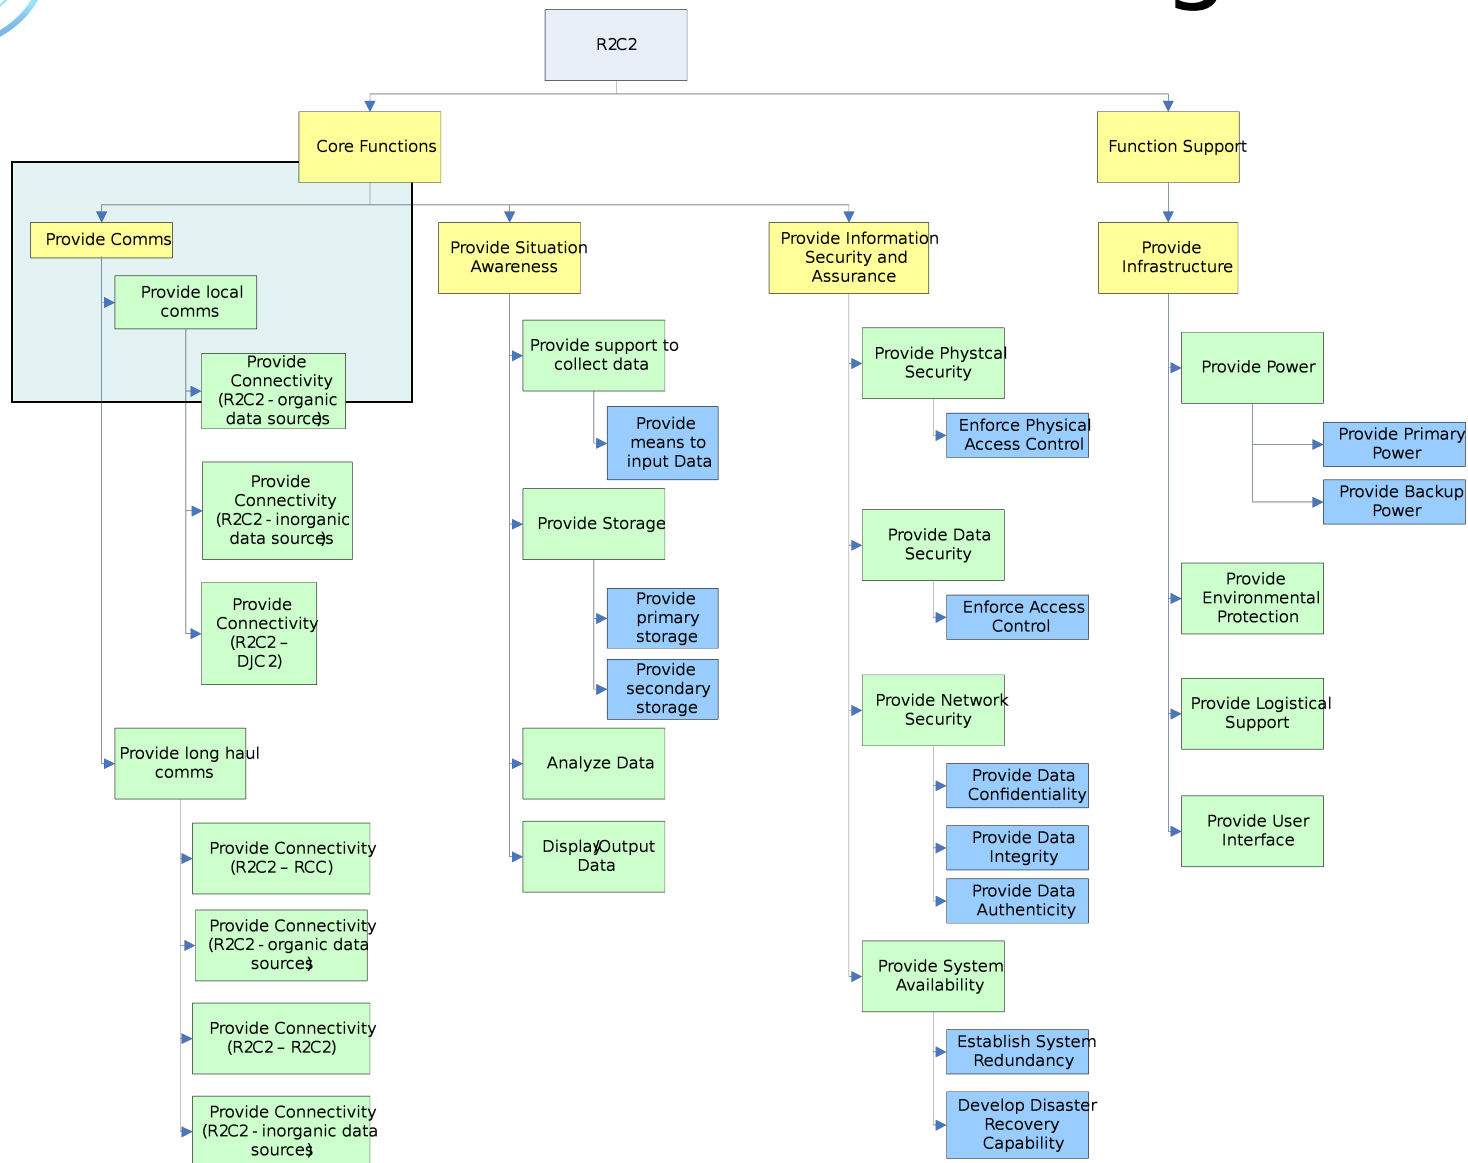 R2C2
Core Functions
Function Support
Provide Comms
Provide local
comms
Provide
Connectivity
(R2C2 - organic
data sources)
Provide
Connectivity
(R2C2 - inorganic
data sources)
Provide
Connectivity
(R2C2 –
DJC2)
Provide long haul
comms
Provide Connectivity
(R2C2 – RCC)
Provide Connectivity
(R2C2 - organic data
sources)
Provide Connectivity
(R2C2 – R2C2)
Provide Connectivity
(R2C2 - inorganic data
sources)
Provide Situation
Awareness
Provide support to
collect data
Provide
means to
input Data
Provide Storage
Provide
primary
storage
Provide
secondary
storage
Analyze Data
Display/Output
Data
Provide Information
Security and
Assurance
Provide Phystcal
Security
Enforce Physical
Access Control
Provide Data
Security
Enforce Access
Control
Provide Network
Security
Provide Data
Confidentiality
Provide Data
Integrity
Provide Data
Authenticity
Provide System
Availability
Establish System
Redundancy
Develop Disaster
Recovery
Capability
Provide
Infrastructure
Provide Power
Provide Primary
Power
Provide Backup
Power
Provide
Environmental
Protection
Provide Logistical
Support
Provide User
Interface